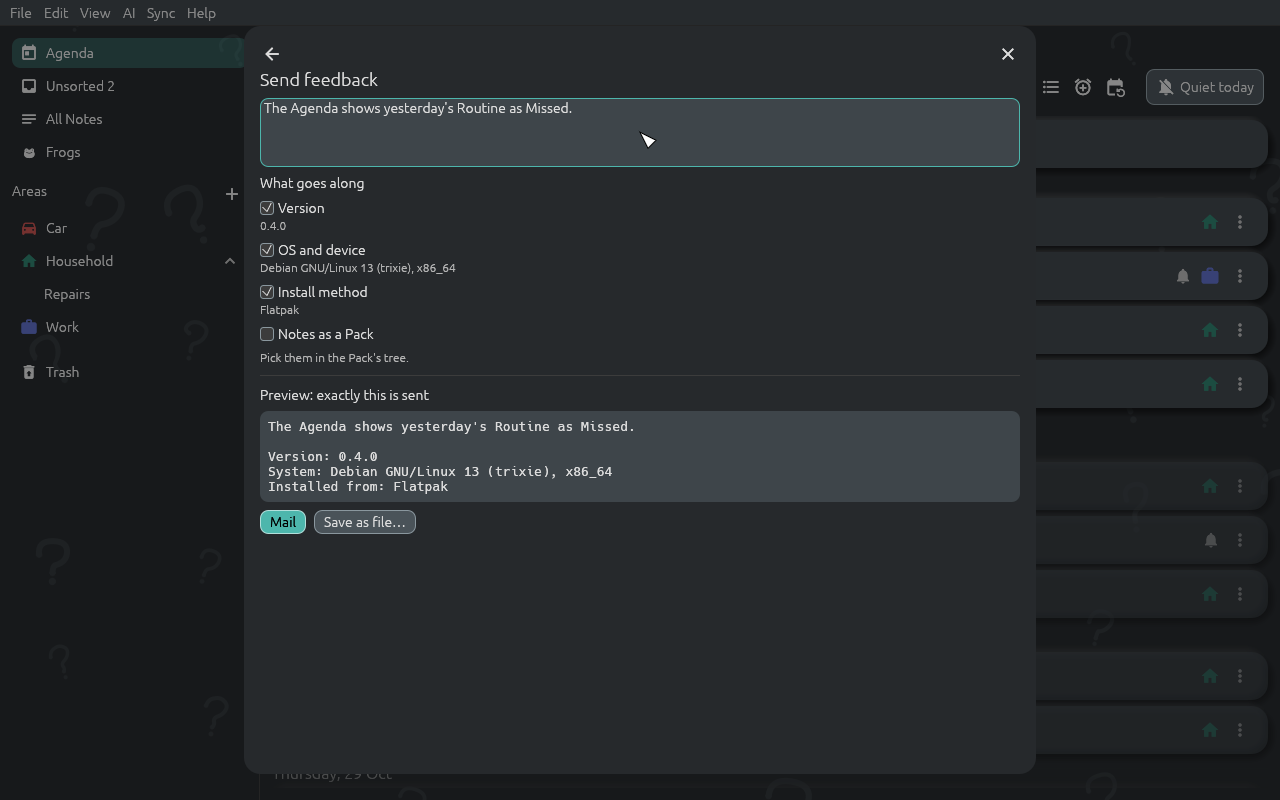 File Edit View AI Sync Help
Agenda
Unsorted 2
All Notes
Frogs
Areas
Car
Household
Repairs
Work
Trash
Quiet today
Send feedback
The Agenda shows yesterday's Routine as Missed.
What goes along
Version
0.4.0
OS and device
Debian GNU/Linux 13 (trixie), x86_64
Install method
Flatpak
Notes as a Pack
Pick them in the Pack's tree.
Preview: exactly this is sent
The Agenda shows yesterday's Routine as Missed.
Version: 0.4.0
System: Debian GNU/Linux 13 (trixie), x86_64
Installed from: Flatpak
Mail
Save as file...
Thursday, 29 Oct